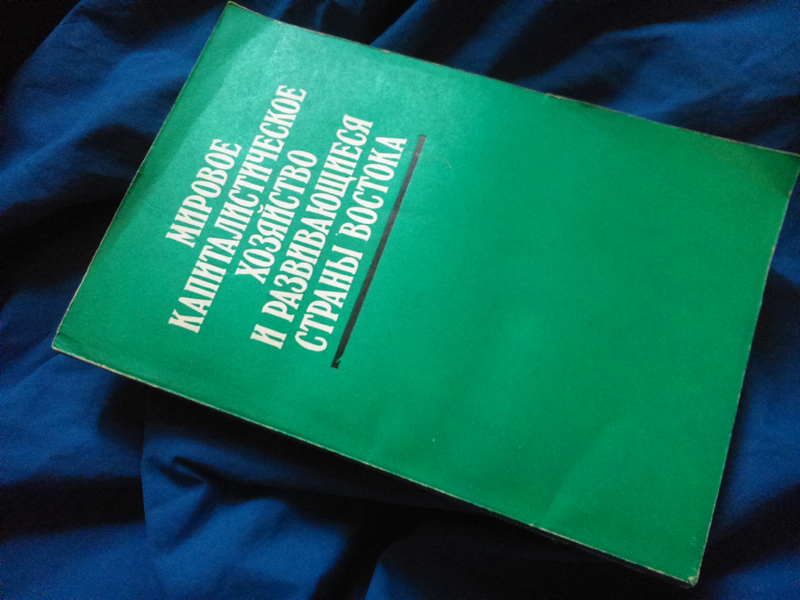 МИРОВОЕ
КАПИТАЛИСТИЧЕСКОЕ
ХОЗЯЙСТВО
И РАЗВИВАЮЩИЕСЯ
СТРАНЫ ВОСТОКА